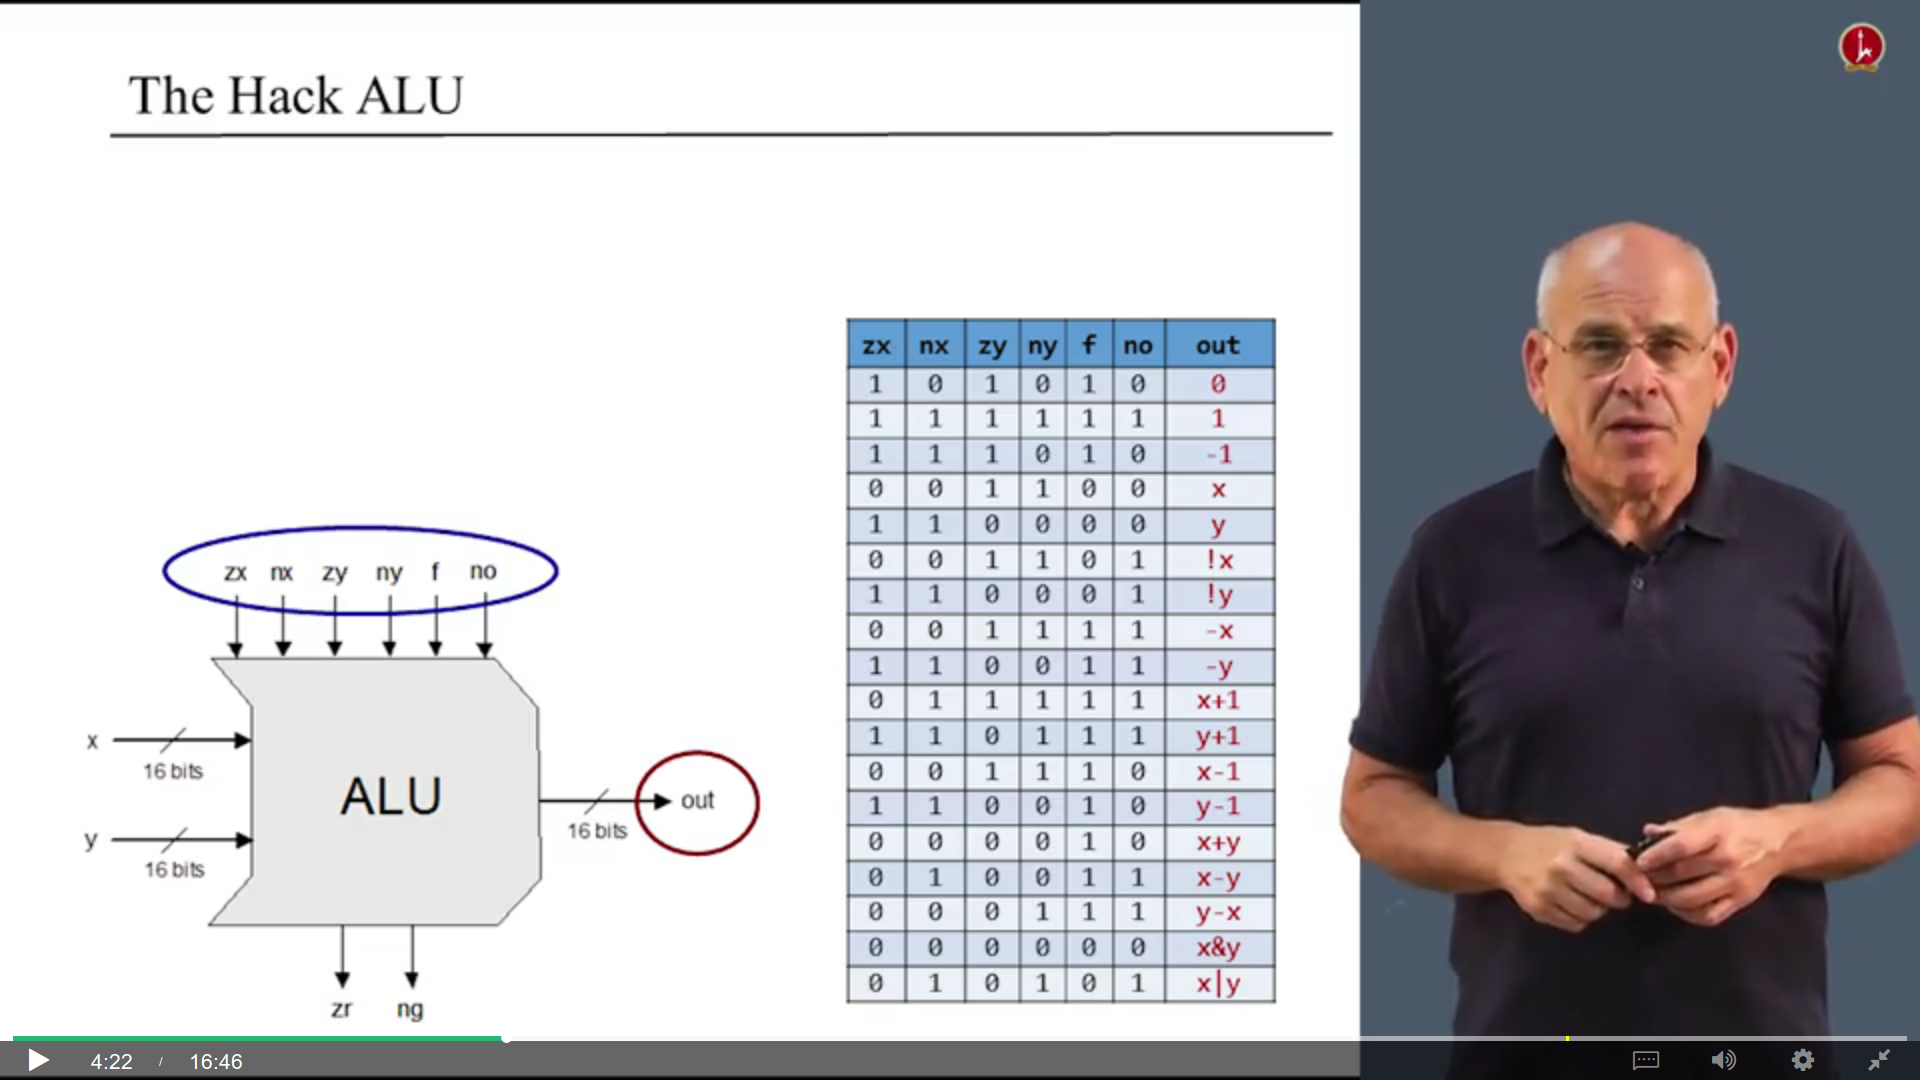 The Hack ALU
zx nx zy ny f no
x
16 bits
y
16 bits
ALU
16 bits
out
zr ng
zx nx zy ny f no out
1 0 1 0 1 0 0
1 1 1 1 1 1 1
1 1 1 0 1 0 -1
0 0 1 1 0 0 x
1 1 0 0 0 0 y
0 0 1 1 0 1 !x
1 1 0 0 0 1 !y
0 0 1 1 1 1 -x
1 1 0 0 1 1 -y
0 1 1 1 1 1 x+1
1 1 0 1 1 1 y+1
0 0 1 1 1 0 x-1
1 1 0 0 1 0 y-1
0 0 0 0 1 0 x+y
0 1 0 0 1 1 x-y
0 0 0 1 1 1 y-x
0 0 0 0 0 0 x&y
0 1 0 1 0 1 x|y
4:22 / 16:46